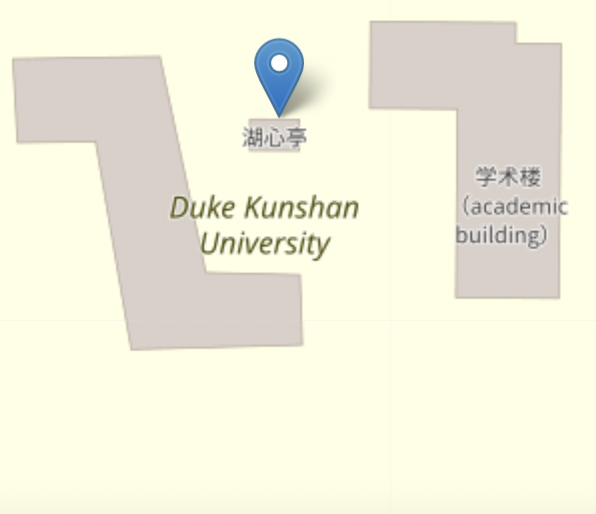 湖心亭
Duke Kunshan
University
学术楼
（academic
building）